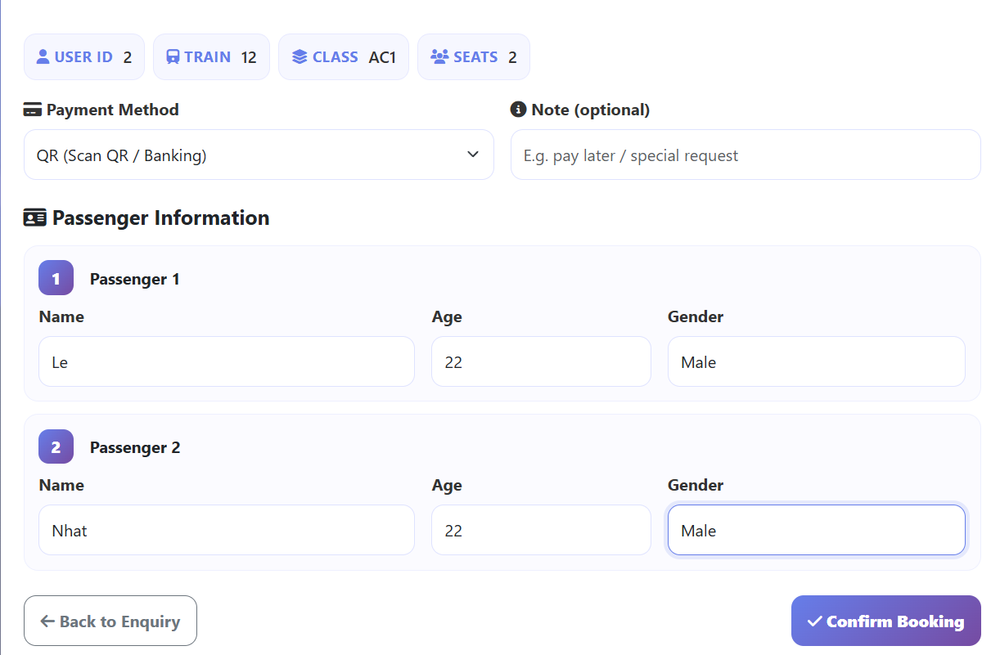 USER ID 2 TRAIN 12 CLASS AC1 SEATS 2
Payment Method Note (optional)
QR (Scan QR / Banking) E.g. pay later / special request
Passenger Information
1 Passenger 1
Name Age Gender
Le 22 Male
2 Passenger 2
Name Age Gender
Nhat 22 Male
Back to Enquiry Confirm Booking